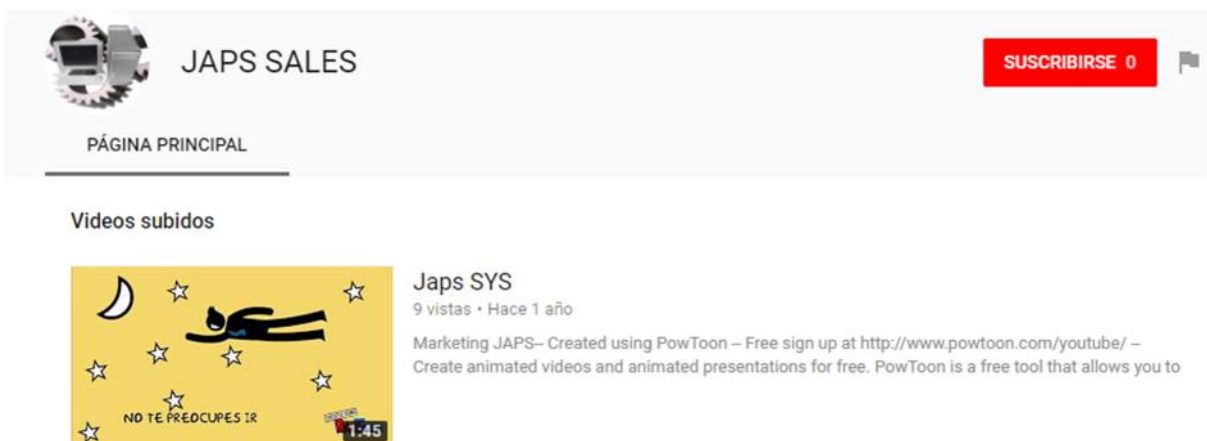 JAPS SALES
SUSCRIBIRSE 0
PÁGINA PRINCIPAL
Videos subidos
Japs SYS
9 vistas • Hace 1 año
Marketing JAPS-- Created using PowToon -- Free sign up at http://www.powtoon.com/youtube/ --
Create animated videos and animated presentations for free. PowToon is a free tool that allows you to
NO TE PREOCUPES IR
1:45